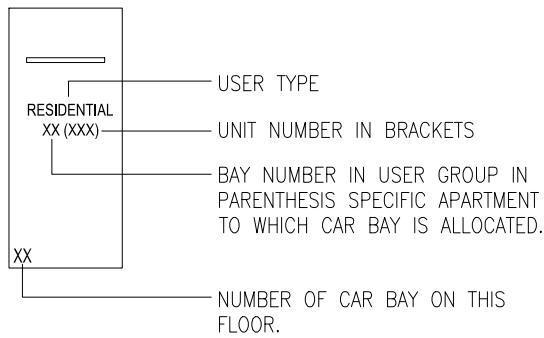 USER TYPE
RESIDENTIAL
XX (XXX)
UNIT NUMBER IN BRACKETS
BAY NUMBER IN USER GROUP IN
PARENTHESIS SPECIFIC APARTMENT
TO WHICH CAR BAY IS ALLOCATED.
XX
NUMBER OF CAR BAY ON THIS
FLOOR.